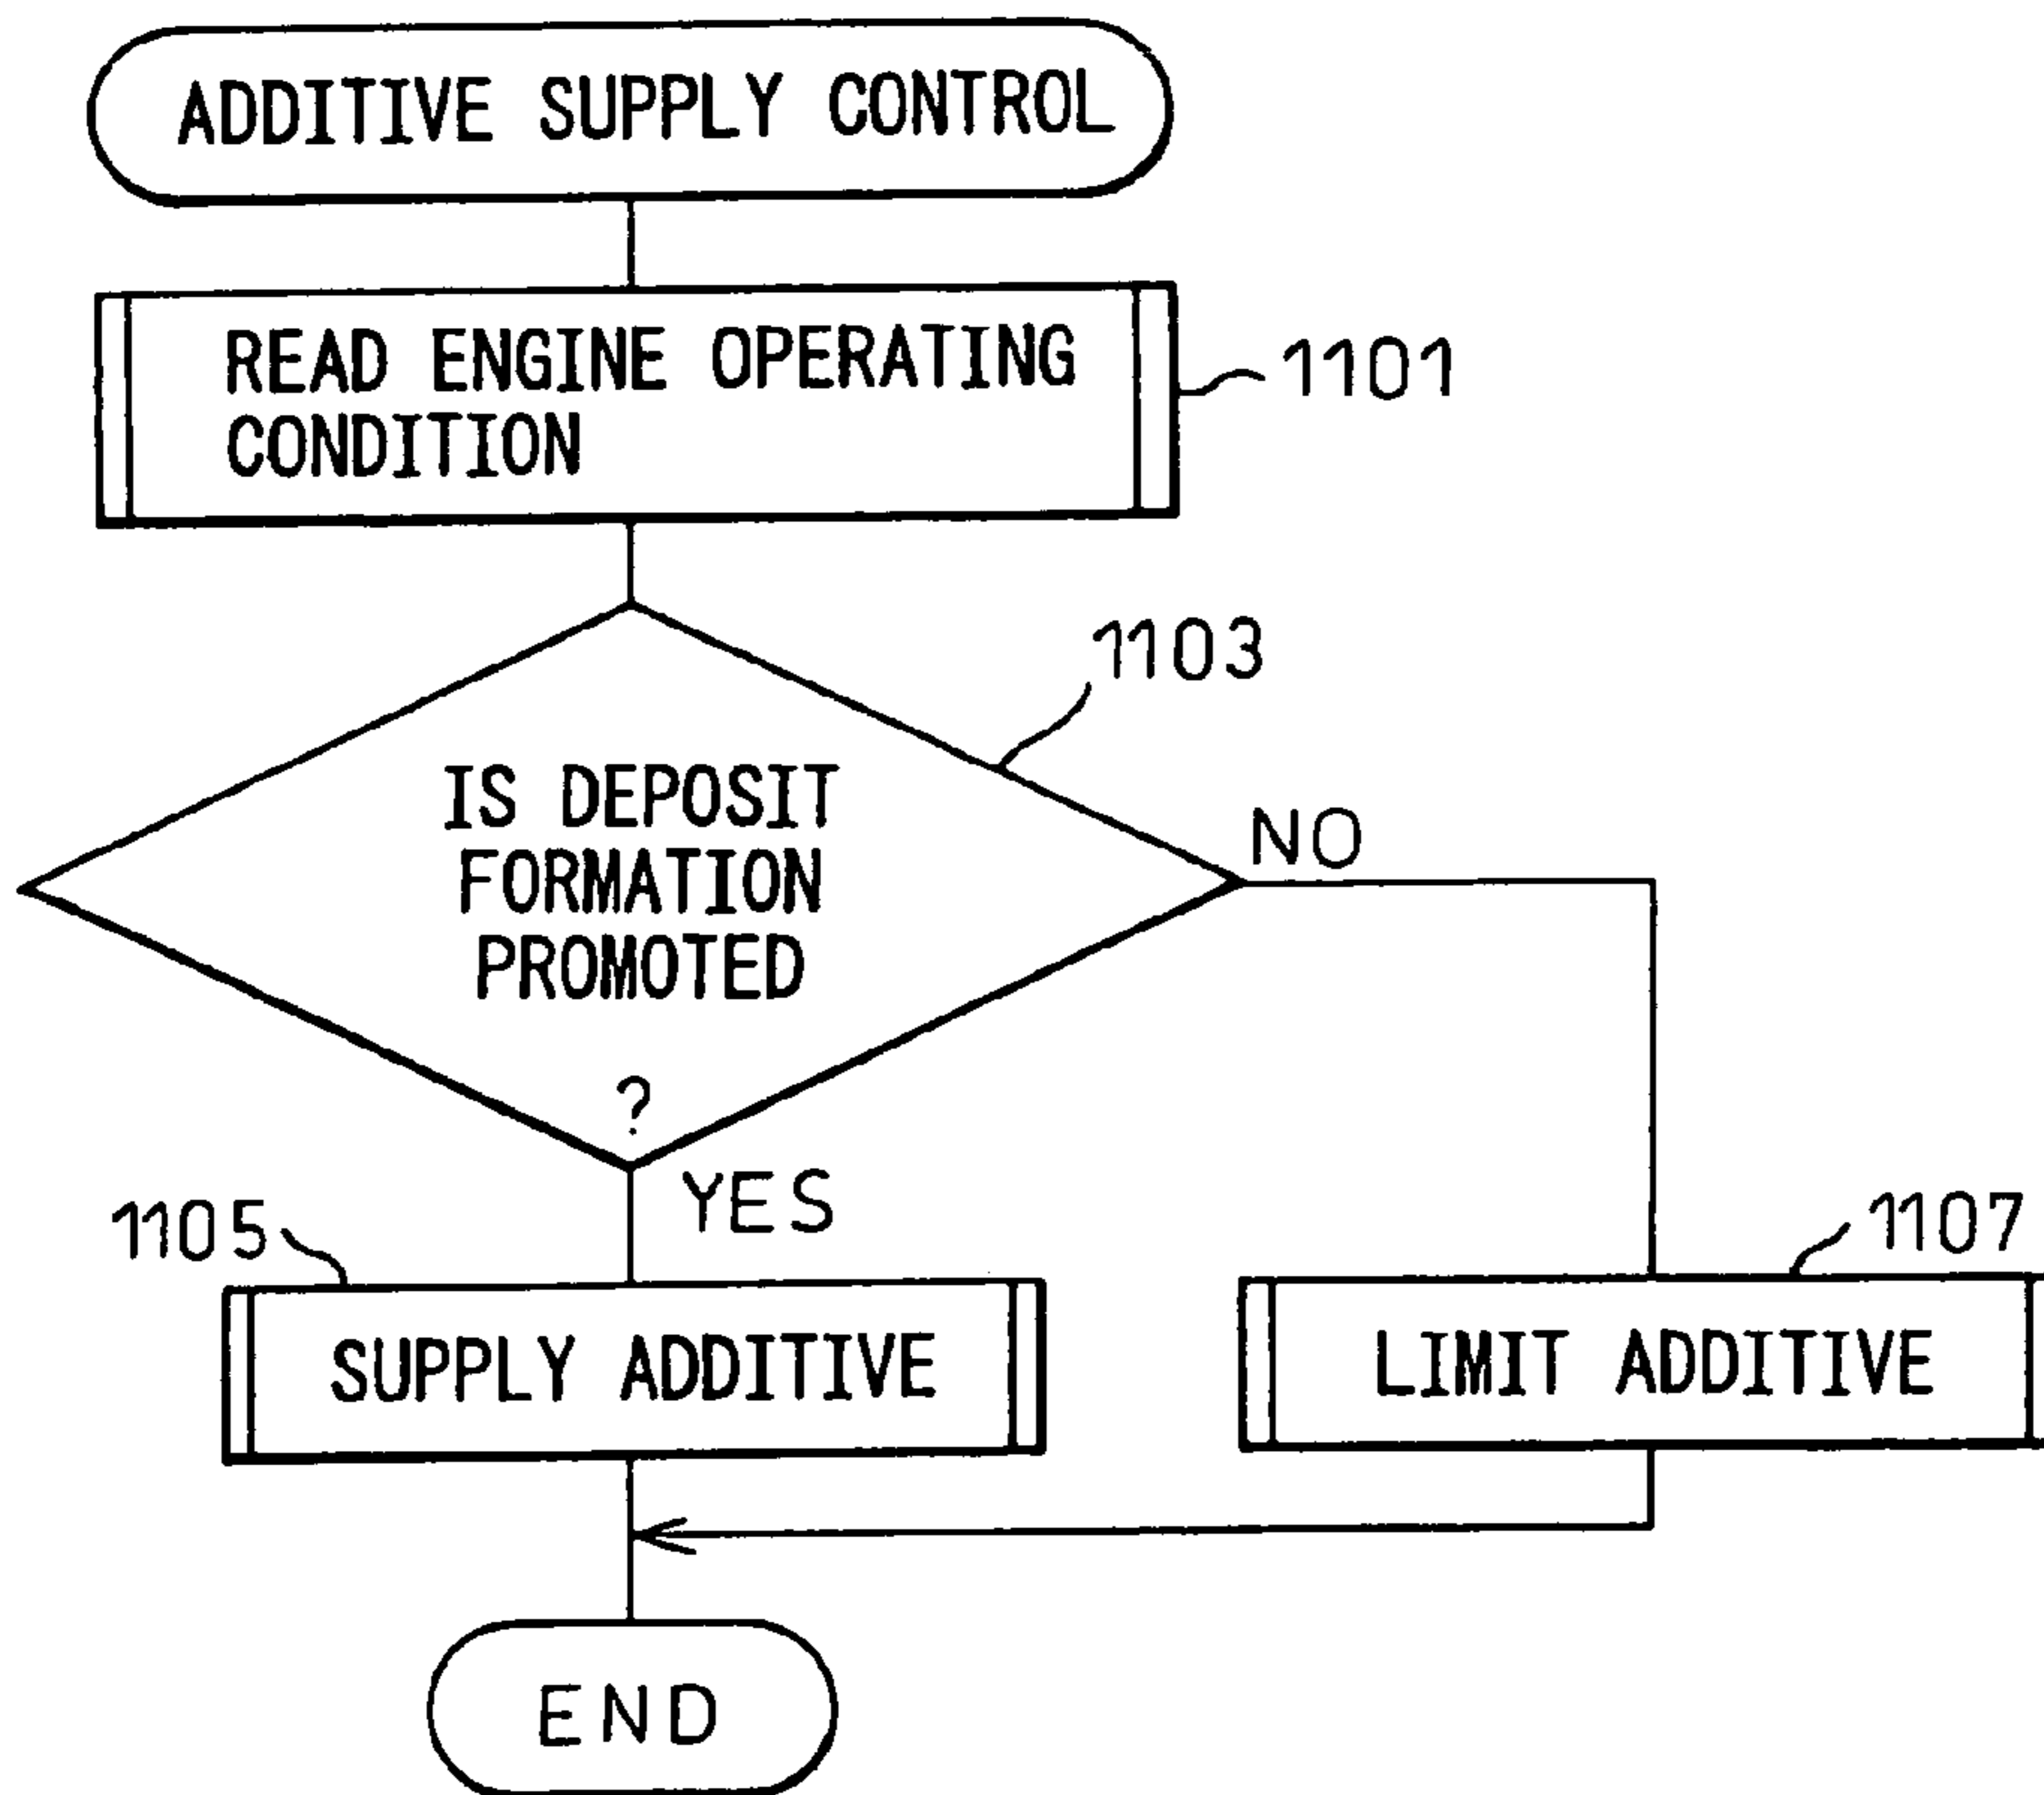 ADDITIVE SUPPLY CONTROL
READ ENGINE OPERATING
CONDITION
1101
1103
IS DEPOSIT
FORMATION
PROMOTED
?
NO
YES
1105
SUPPLY ADDITIVE
1107
LIMIT ADDITIVE
END